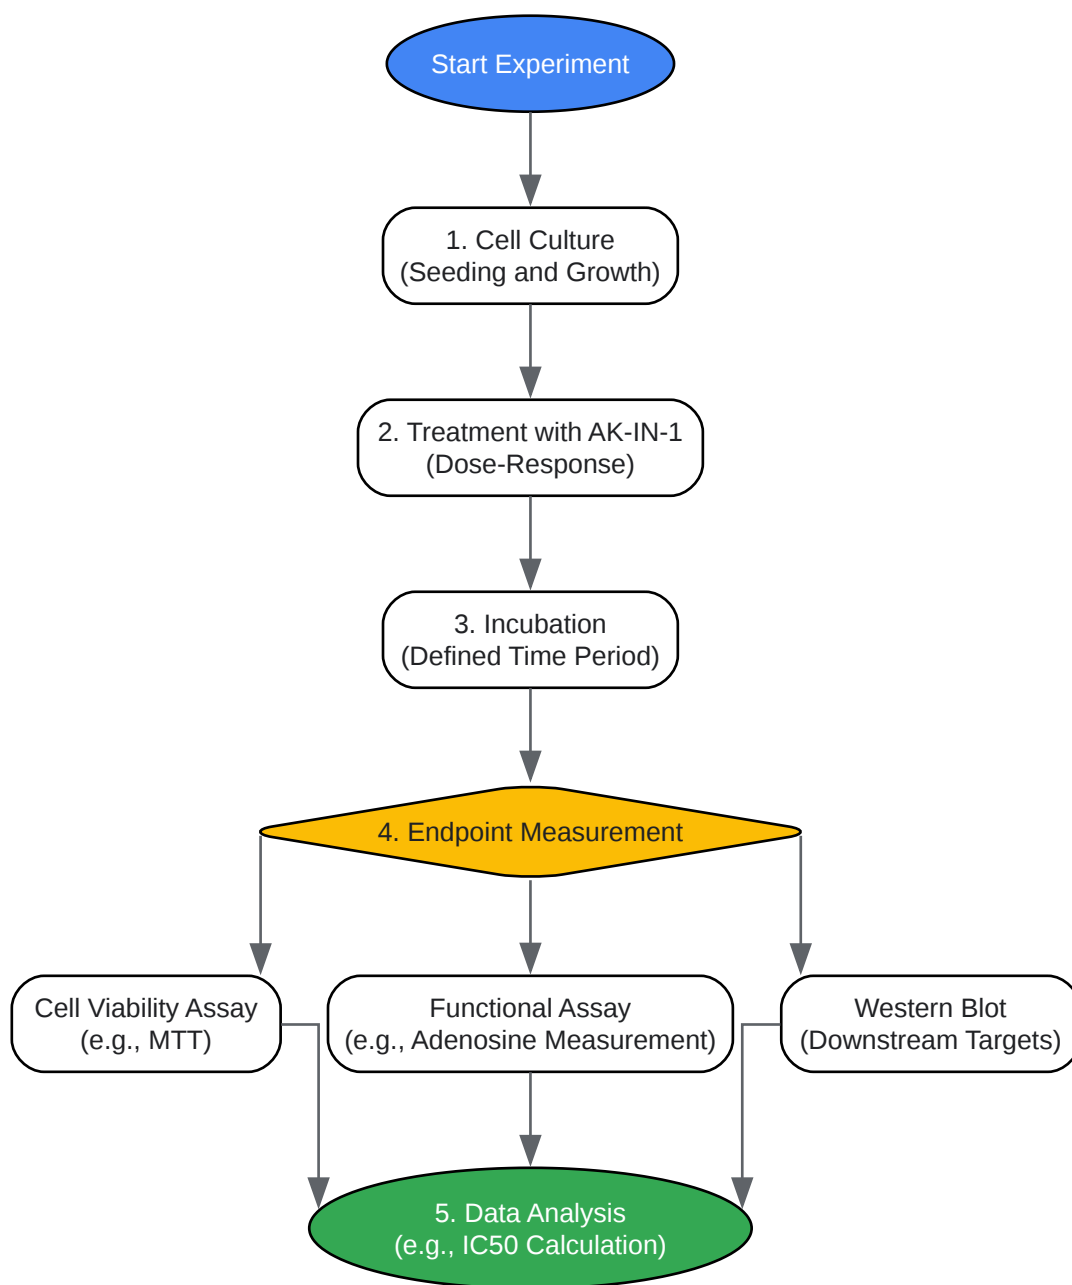 Start Experiment
1. Cell Culture
(Seeding and Growth)
2. Treatment with AK-IN-1
(Dose-Response)
3. Incubation
(Defined Time Period)
4. Endpoint Measurement
Cell Viability Assay
(e.g., MTT)
Functional Assay
(e.g., Adenosine Measurement)
Western Blot
(Downstream Targets)
5. Data Analysis
(e.g., IC50 Calculation)